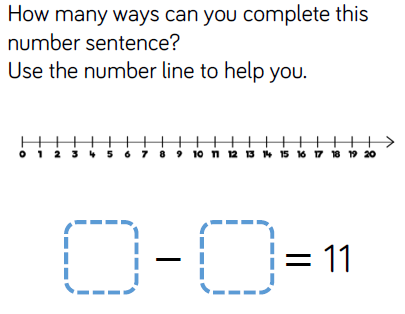 How many ways can you complete this
number sentence?
Use the number line to help you.
0 1 2 3 4 5 6 7 8 9 10 11 12 13 14 15 16 17 18 19 20
− = 11